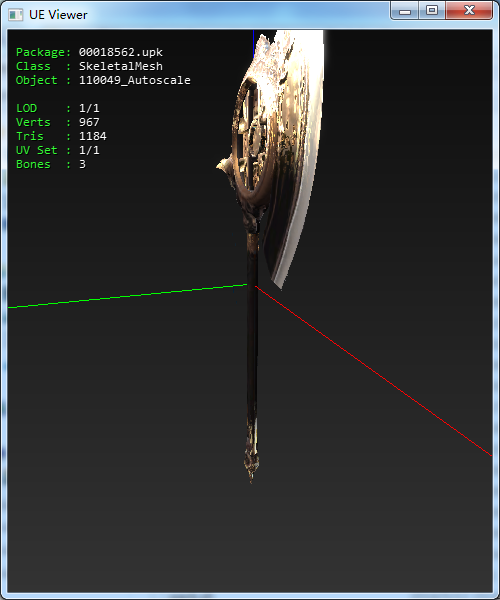 UE Viewer
Package: 00018562.upk
Class  : SkeletalMesh
Object : 110049_Autoscale
LOD    : 1/1
Verts  : 967
Tris   : 1184
UV Set : 1/1
Bones  : 3